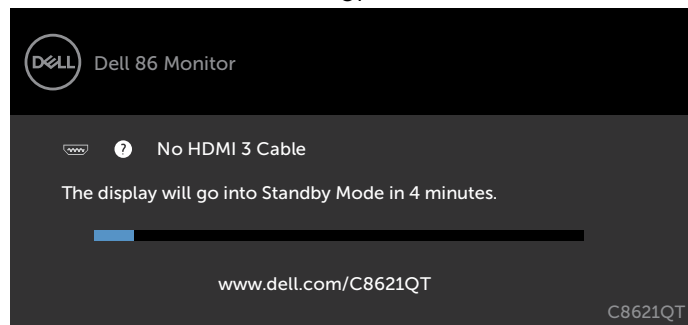 DELL
Dell 86 Monitor
? No HDMI 3 Cable
The display will go into Standby Mode in 4 minutes.
www.dell.com/C8621QT
C8621QT